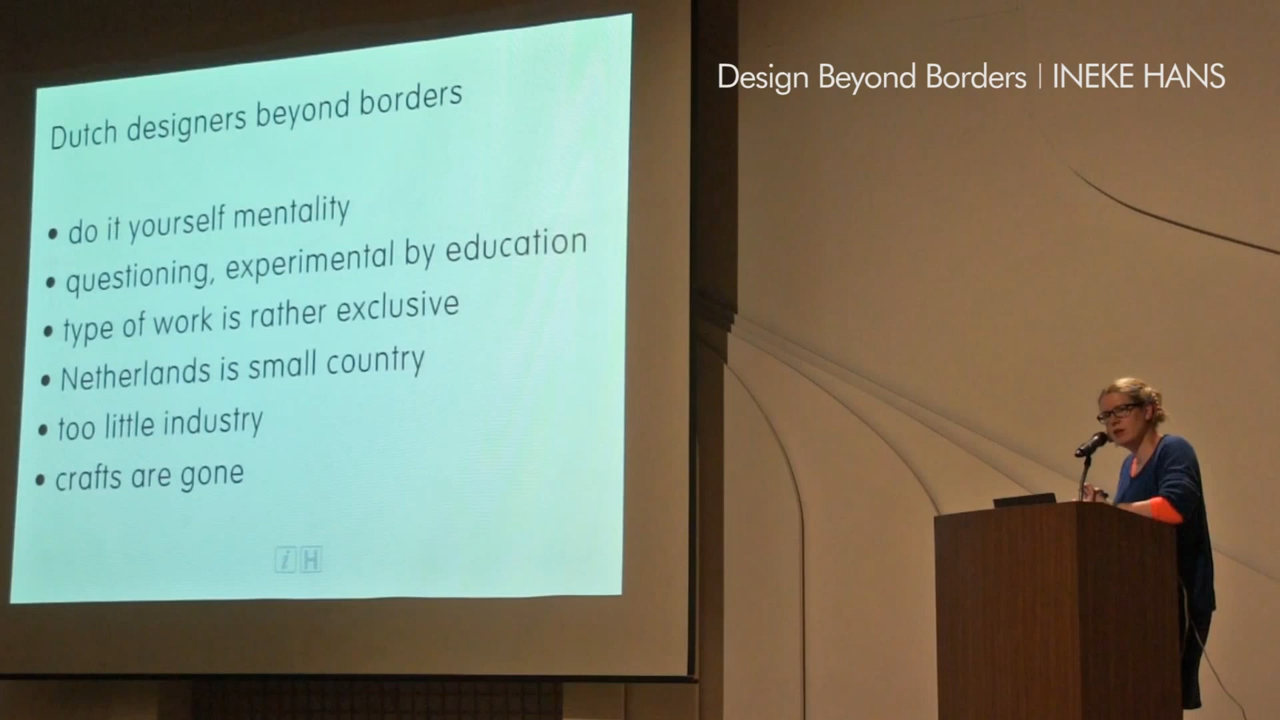 Design Beyond Borders | INEKE HANS
Dutch designers beyond borders
• do it yourself mentality
• questioning, experimental by education
• type of work is rather exclusive
• Netherlands is small country
• too little industry
• crafts are gone
i H